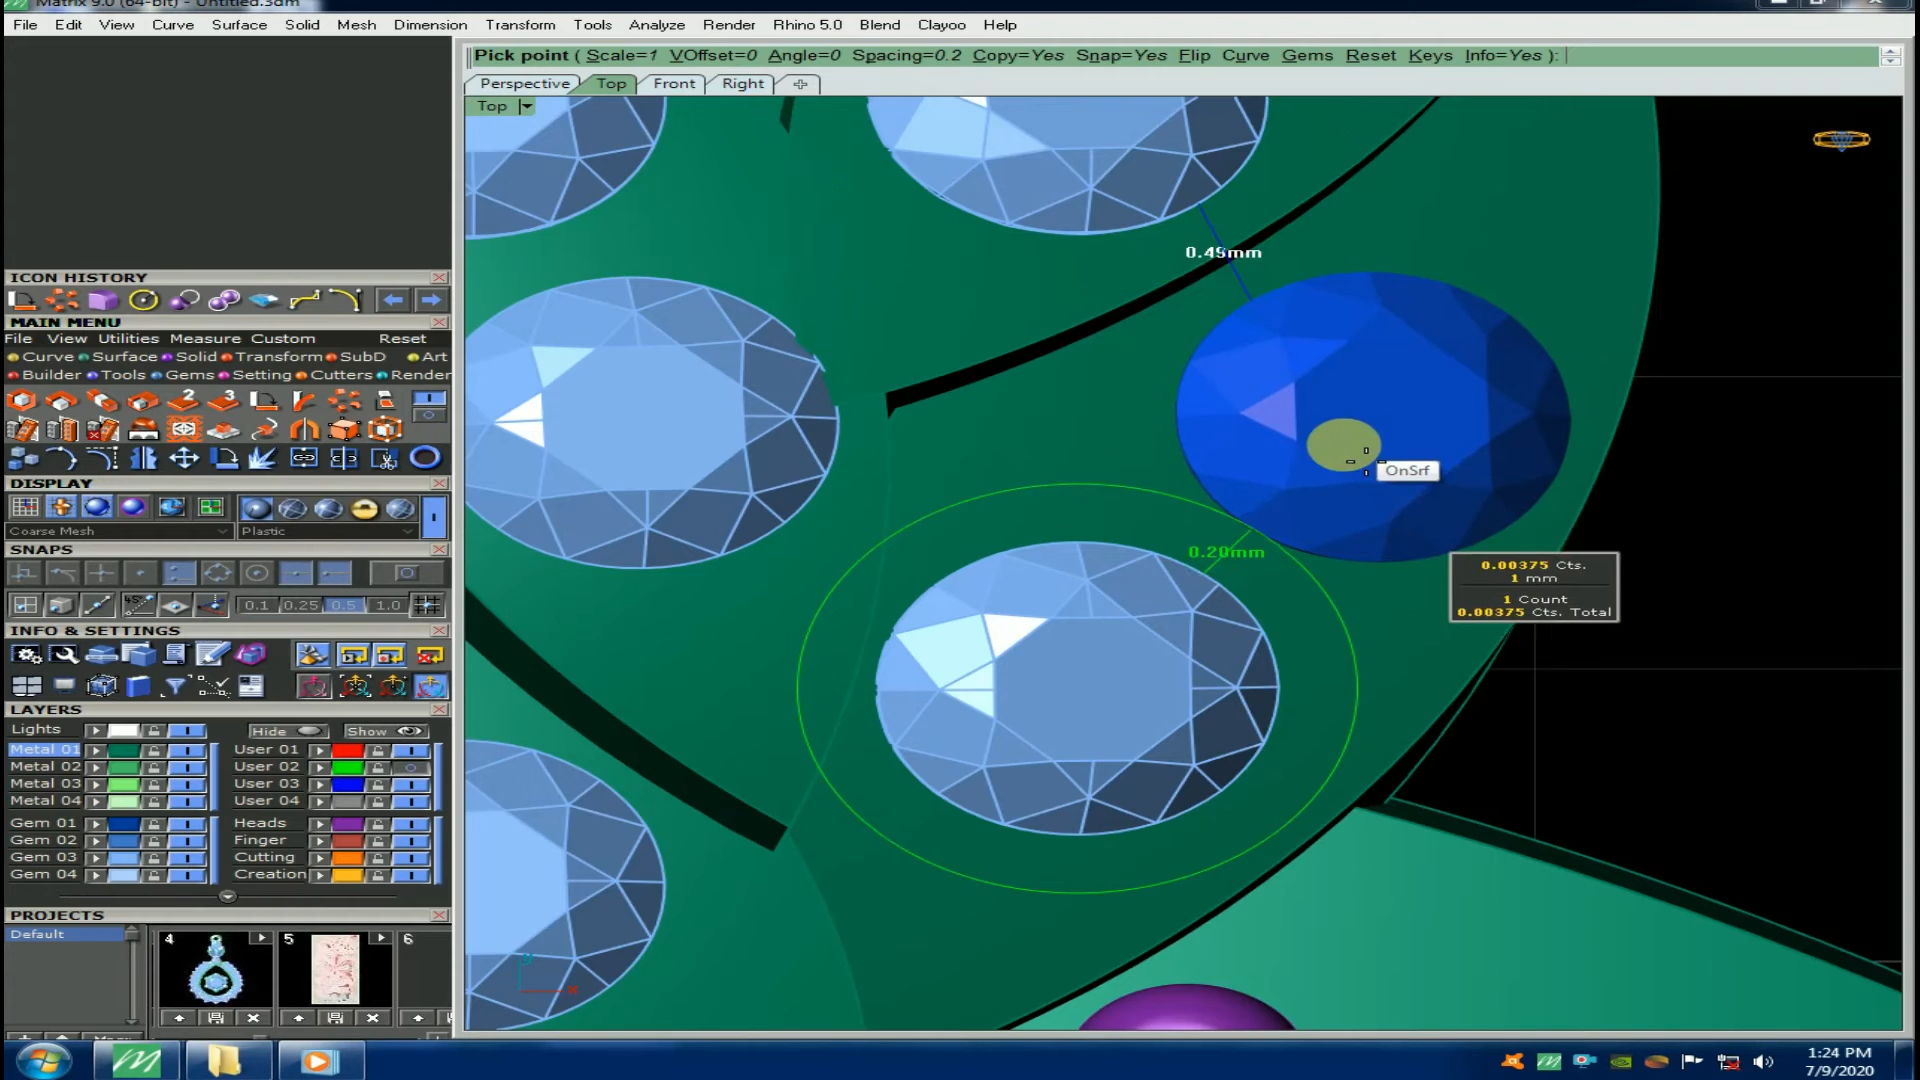 Matrix 9.0 (64-bit) - Untitled.3dm
File Edit View Curve Surface Solid Mesh Dimension Transform Tools Analyze Render Rhino 5.0 Blend Clayoo Help
Pick point ( Scale=1 VOffset=0 Angle=0 Spacing=0.2 Copy=Yes Snap=Yes Flip Curve Gems Reset Keys Info=Yes ):
Perspective Top Front Right
Top
0.49mm
OnSrf
0.20mm
0.00375 Cts.
1 mm
1 Count
0.00375 Cts. Total
ICON HISTORY
MAIN MENU
File View Utilities Measure Custom Reset
Curve Surface Solid Transform SubD Art
Builder Tools Gems Setting Cutters Render
2 3
DISPLAY
Coarse Mesh Plastic
SNAPS
45° 0.1 0.25 0.5 1.0
INFO & SETTINGS
LAYERS
Lights Hide Show
Metal 01 User 01
Metal 02 User 02
Metal 03 User 03
Metal 04 User 04
Gem 01 Heads
Gem 02 Finger
Gem 03 Cutting
Gem 04 Creation
PROJECTS
Default
4 5 6
x
1:24 PM
7/9/2020